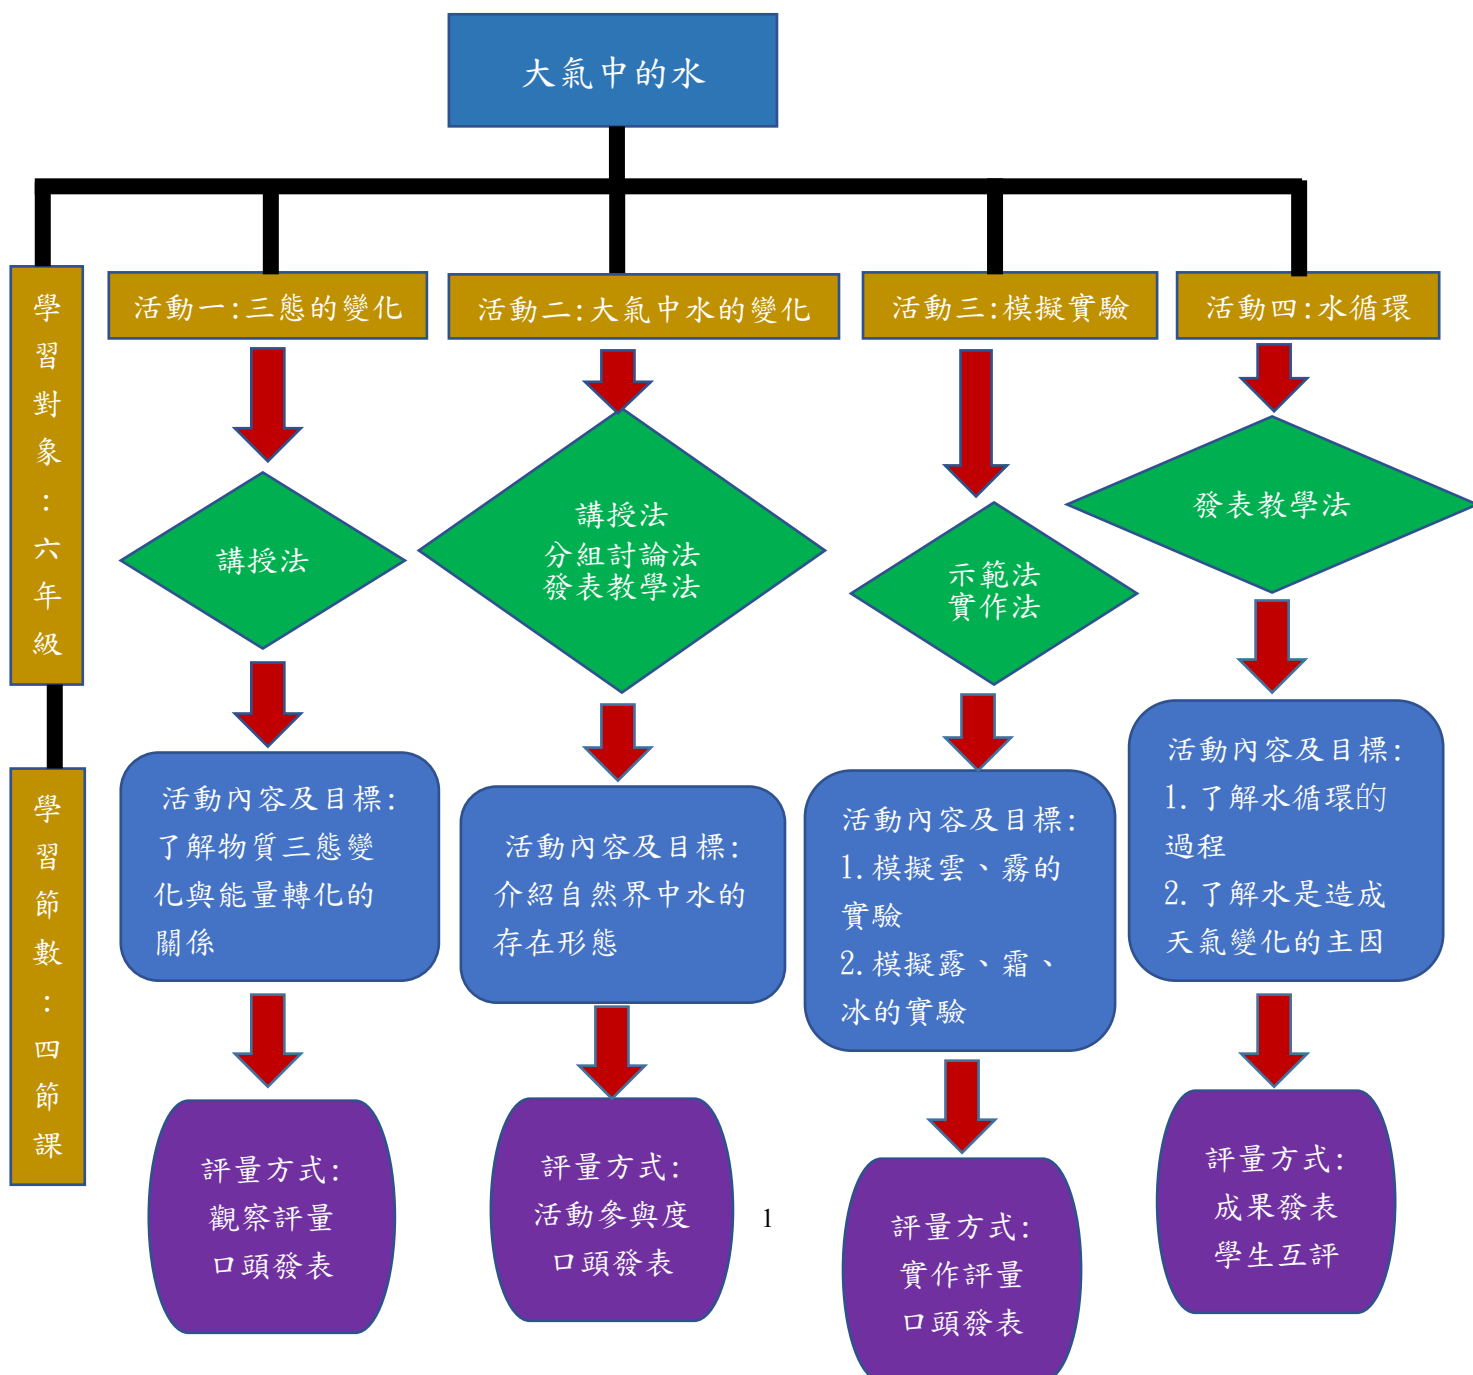 大氣中的水
學習對象:六年級
學習節數:四節課
活動一:三態的變化
講授法
活動內容及目標:
了解物質三態變
化與能量轉化的
關係
評量方式:
觀察評量
口頭發表
活動二:大氣中水的變化
講授法
分組討論法
發表教學法
活動內容及目標:
介紹自然界中水的
存在形態
評量方式:
活動參與度
口頭發表
活動三:模擬實驗
示範法
實作法
活動內容及目標:
1.模擬雲、霧的
實驗
2.模擬露、霜、
冰的實驗
評量方式:
實作評量
口頭發表
活動四:水循環
發表教學法
活動內容及目標:
1.了解水循環的
過程
2.了解水是造成
天氣變化的主因
評量方式:
成果發表
學生互評
1